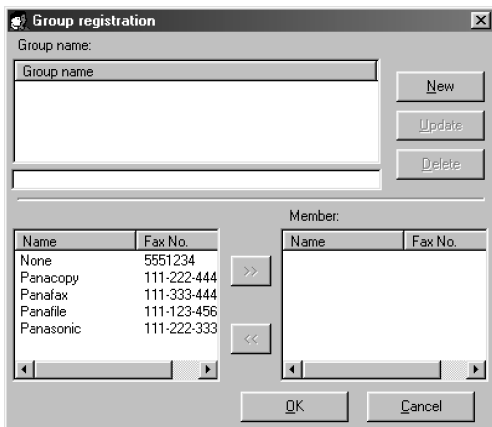 Group registration
Group name:
Group name
New
Update
Delete
Member:
Name Fax No.
None 5551234
Panacopy 111-222-444
Panafax 111-333-444
Panafile 111-123-456
Panasonic 111-222-333
>>
<<
Name Fax No.
OK
Cancel